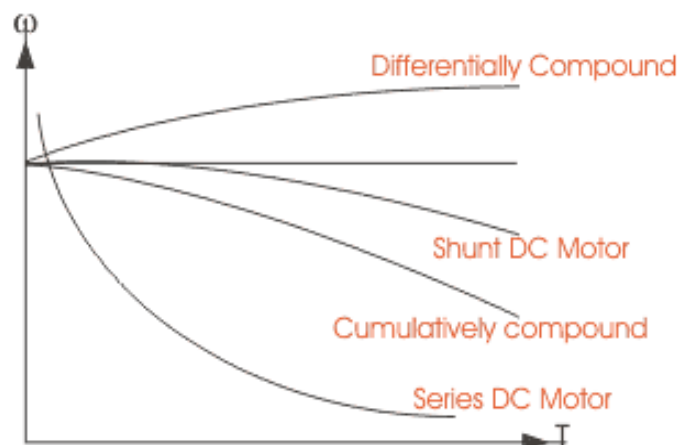 ω
Differentially Compound
Shunt DC Motor
Cumulatively compound
Series DC Motor
T